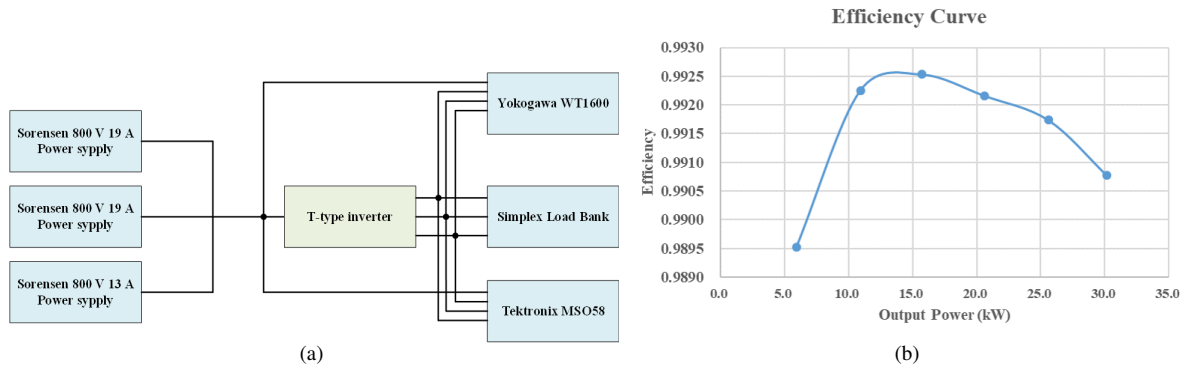 Sorensen 800 V 19 A
Power sypply
Sorensen 800 V 19 A
Power sypply
Sorensen 800 V 13 A
Power sypply
T-type inverter
Yokogawa WT1600
Simplex Load Bank
Tektronix MSO58
(a)
Efficiency Curve
Efficiency
0.9930
0.9925
0.9920
0.9915
0.9910
0.9905
0.9900
0.9895
0.9890
0.0 5.0 10.0 15.0 20.0 25.0 30.0 35.0
Output Power (kW)
(b)